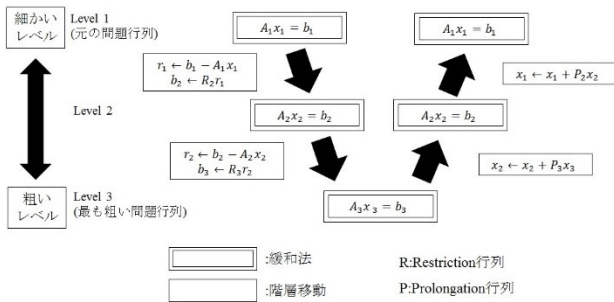 細かい
レベル
Level 1
(元の問題行列)
A₁x₁ = b₁
A₁x₁ = b₁
r₁ ← b₁ − A₁x₁
b₂ ← R₂r₁
x₁ ← x₁ + P₂x₂
Level 2
A₂x₂ = b₂
A₂x₂ = b₂
r₂ ← b₂ − A₂x₂
b₃ ← R₃r₂
x₂ ← x₂ + P₃x₃
粗い
レベル
Level 3
(最も粗い問題行列)
A₃x₃ = b₃
:緩和法
R:Restriction行列
:階層移動
P:Prolongation行列